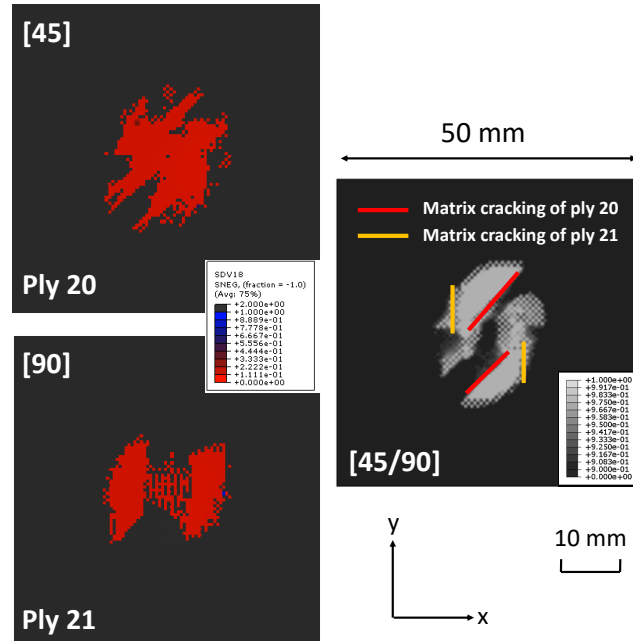 [45]
Ply 20
SDV18
SNEG, (fraction = -1.0)
(Avg: 75%)
+2.000e+00
+1.000e+00
+8.889e-01
+7.778e-01
+6.667e-01
+5.556e-01
+4.444e-01
+3.333e-01
+2.222e-01
+1.111e-01
+0.000e+00
[90]
Ply 21
50 mm
Matrix cracking of ply 20
Matrix cracking of ply 21
[45/90]
+1.000e+00
+9.917e-01
+9.833e-01
+9.750e-01
+9.667e-01
+9.583e-01
+9.500e-01
+9.417e-01
+9.333e-01
+9.250e-01
+9.167e-01
+9.083e-01
+9.000e-01
+0.000e+00
y
x
10 mm